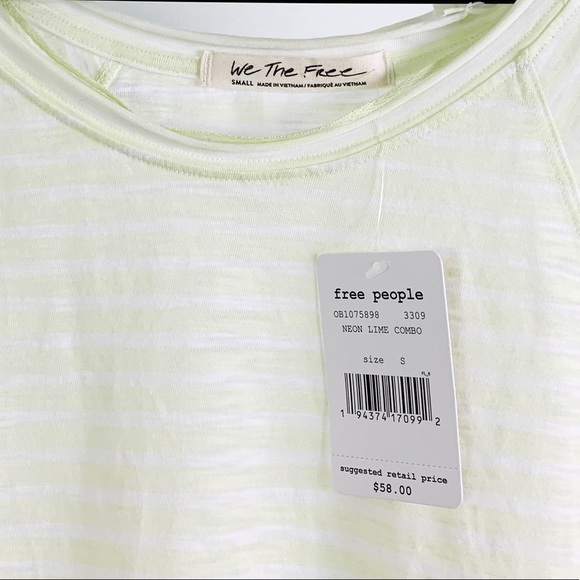 We The Free
SMALL MADE IN VIETNAM / FABRIQUÉ AU VIETNAM
free people
OB1075898 3309
NEON LIME COMBO
size S
FL_8
1 94374 17099 2
suggested retail price
$58.00